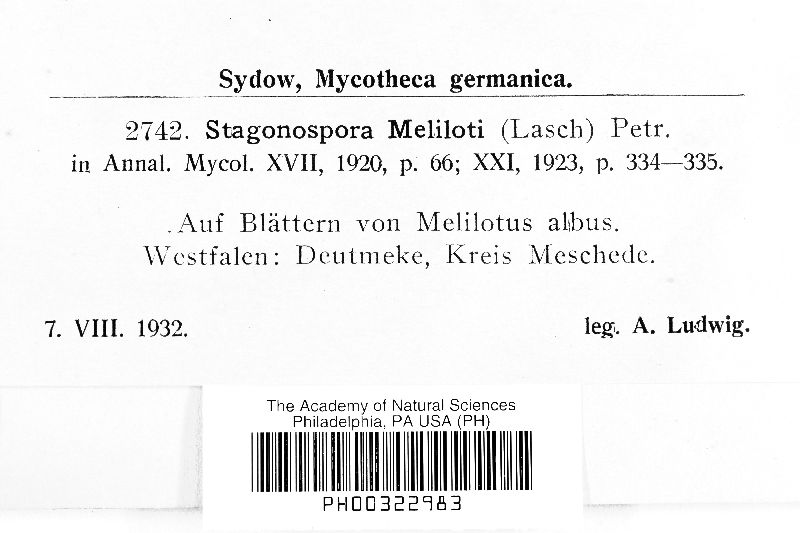 Sydow, Mycotheca germanica.
2742. Stagonospora Meliloti (Lasch) Petr.
in Annal. Mycol. XVII, 1920, p. 66; XXI, 1923, p. 334—335.
Auf Blättern von Melilotus albus.
Westfalen: Deutmeke, Kreis Meschede.
7. VIII. 1932. leg. A. Ludwig.
The Academy of Natural Sciences
Philadelphia, PA USA (PH)
PH00322983